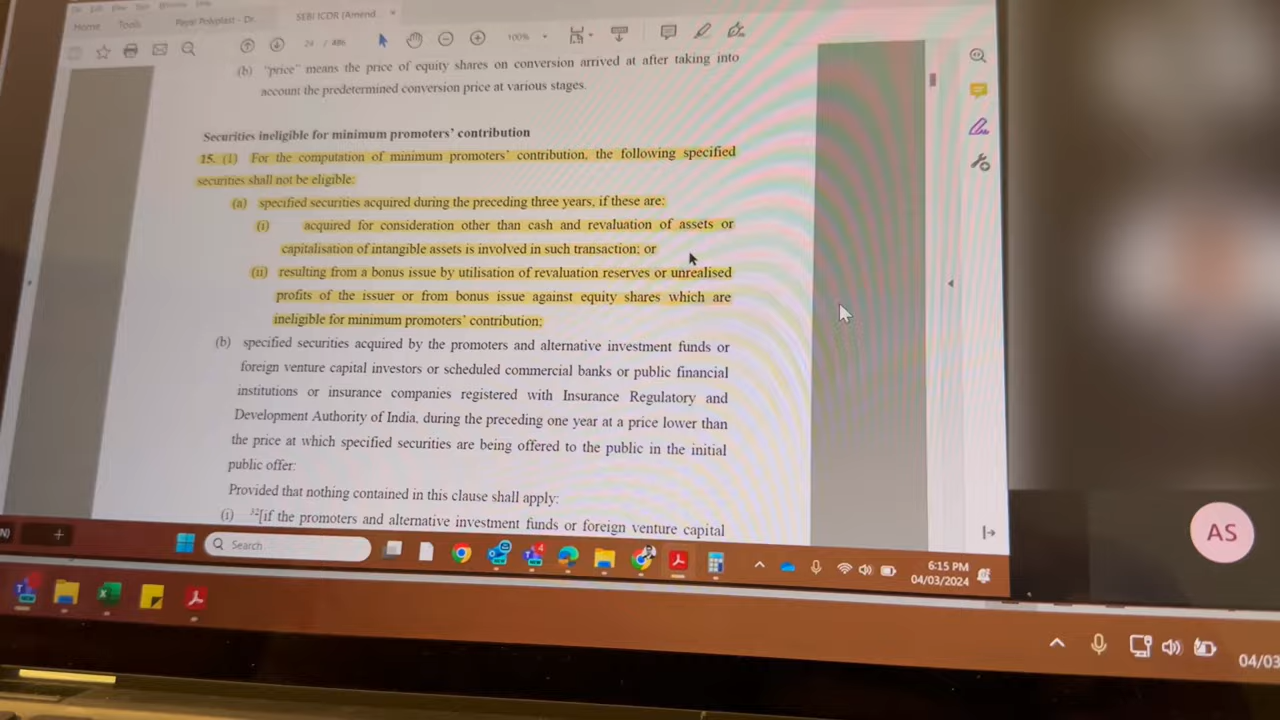 Home Tools Payal Polyplast - Dr... SEBI ICDR (Amend... ×
24 / 486 100%
(b) "price" means the price of equity shares on conversion arrived at after taking into
account the predetermined conversion price at various stages.
Securities ineligible for minimum promoters' contribution
15. (1) For the computation of minimum promoters' contribution, the following specified
securities shall not be eligible:
(a) specified securities acquired during the preceding three years, if these are:
(i) acquired for consideration other than cash and revaluation of assets or
capitalisation of intangible assets is involved in such transaction; or
(ii) resulting from a bonus issue by utilisation of revaluation reserves or unrealised
profits of the issuer or from bonus issue against equity shares which are
ineligible for minimum promoters' contribution;
(b) specified securities acquired by the promoters and alternative investment funds or
foreign venture capital investors or scheduled commercial banks or public financial
institutions or insurance companies registered with Insurance Regulatory and
Development Authority of India, during the preceding one year at a price lower than
the price at which specified securities are being offered to the public in the initial
public offer:
Provided that nothing contained in this clause shall apply:
(i) 32[if the promoters and alternative investment funds or foreign venture capital
AS
N)
Search
6:15 PM
04/03/2024
04/03